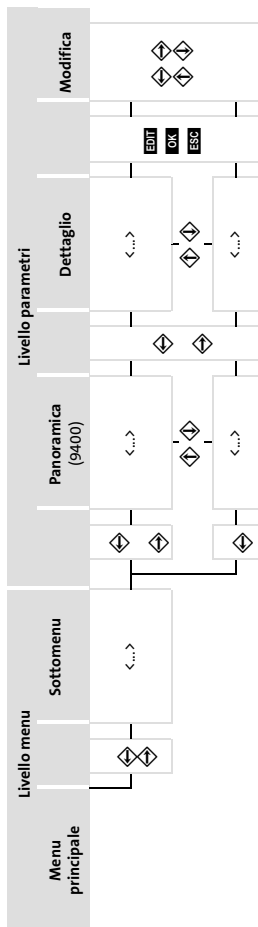 Livello menu
Livello parametri
Menu
principale
Sottomenu
Panoramica
(9400)
Dettaglio
Modifica
<...>
<...>
<...>
EDIT
OK
ESC
<...>
<...>